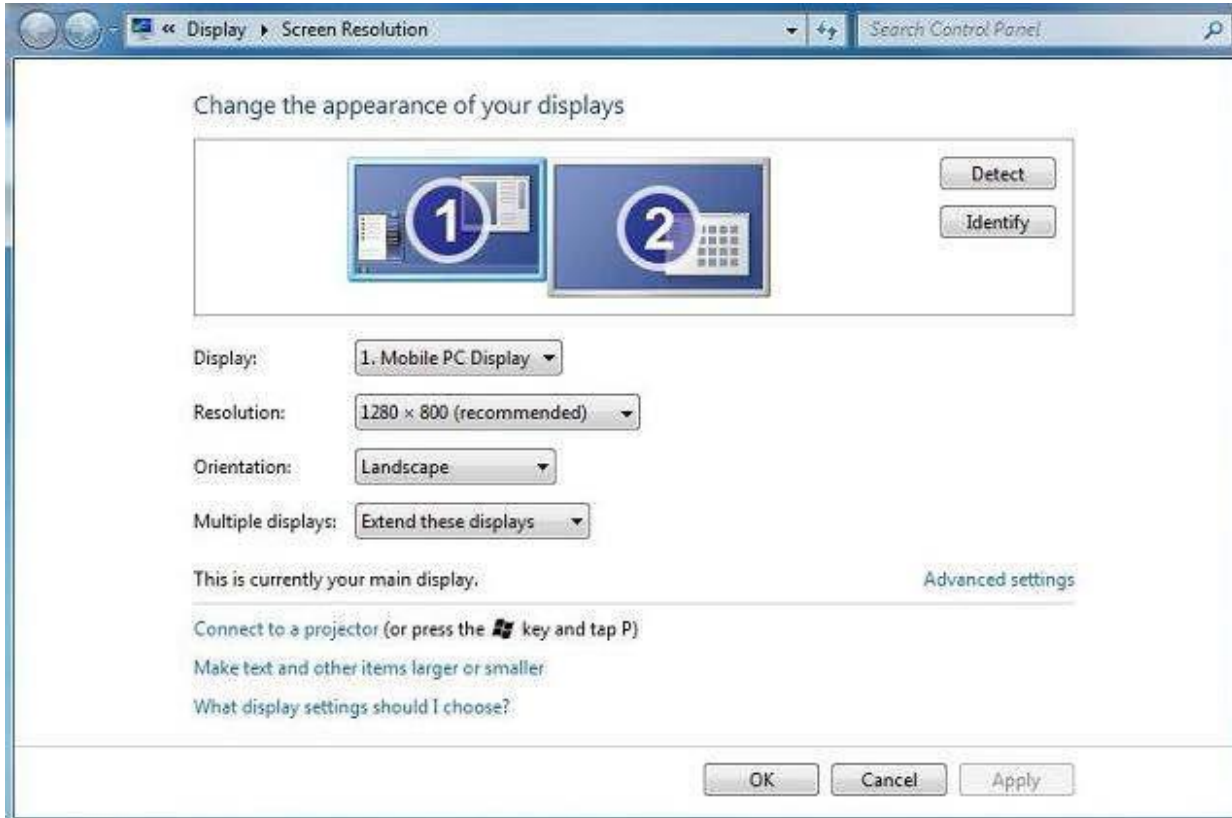 « Display ▸ Screen Resolution
Search Control Panel
Change the appearance of your displays
1
2
Detect
Identify
Display:
1. Mobile PC Display
Resolution:
1280 × 800 (recommended)
Orientation:
Landscape
Multiple displays:
Extend these displays
This is currently your main display.
Advanced settings
Connect to a projector (or press the key and tap P)
Make text and other items larger or smaller
What display settings should I choose?
OK
Cancel
Apply